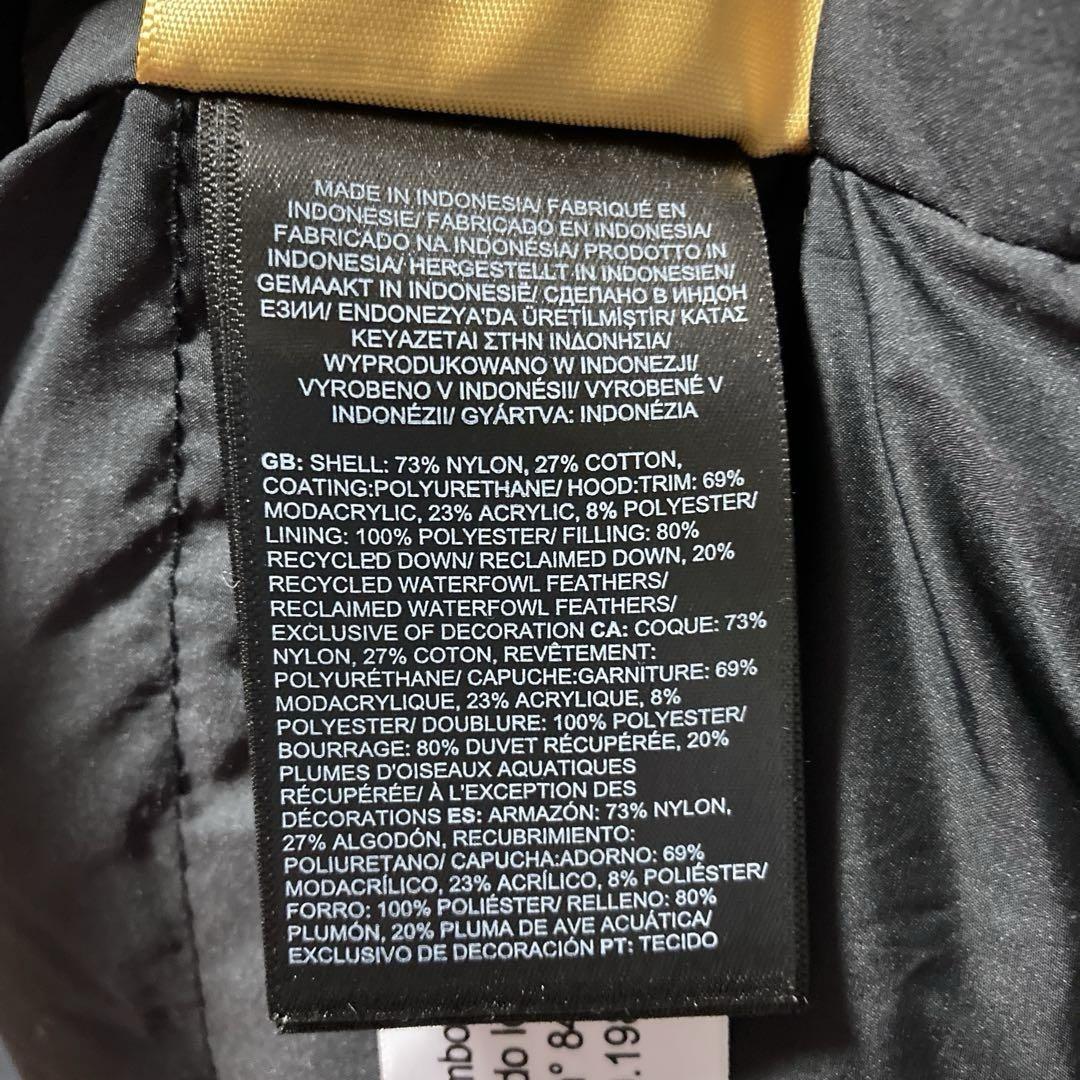 MADE IN INDONESIA/ FABRIQUÉ EN
INDONÉSIE/ FABRICADO EN INDONESIA/
FABRICADO NA INDONÉSIA/ PRODOTTO IN
INDONESIA/ HERGESTELLT IN INDONESIEN/
GEMAAKT IN INDONESIË/ СДЕЛАНО В ИНДОН
ЕЗИИ/ ENDONEZYA'DA ÜRETİLMİŞTİR/ ΚΑΤΑΣ
ΚΕΥΑΖΕΤΑΙ ΣΤΗΝ ΙΝΔΟΝΗΣΙΑ/
WYPRODUKOWANO W INDONEZJI/
VYROBENO V INDONÉSII/ VYROBENÉ V
INDONÉZII/ GYÁRTVA: INDONÉZIA
GB: SHELL: 73% NYLON, 27% COTTON,
COATING:POLYURETHANE/ HOOD:TRIM: 69%
MODACRYLIC, 23% ACRYLIC, 8% POLYESTER/
LINING: 100% POLYESTER/ FILLING: 80%
RECYCLED DOWN/ RECLAIMED DOWN, 20%
RECYCLED WATERFOWL FEATHERS/
RECLAIMED WATERFOWL FEATHERS/
EXCLUSIVE OF DECORATION CA: COQUE: 73%
NYLON, 27% COTON, REVÊTEMENT:
POLYURÉTHANE/ CAPUCHE:GARNITURE: 69%
MODACRYLIQUE, 23% ACRYLIQUE, 8%
POLYESTER/ DOUBLURE: 100% POLYESTER/
BOURRAGE: 80% DUVET RÉCUPÉRÉE, 20%
PLUMES D'OISEAUX AQUATIQUES
RÉCUPÉRÉE/ À L'EXCEPTION DES
DÉCORATIONS ES: ARMAZÓN: 73% NYLON,
27% ALGODÓN, RECUBRIMIENTO:
POLIURETANO/ CAPUCHA:ADORNO: 69%
MODACRÍLICO, 23% ACRÍLICO, 8% POLIÉSTER/
FORRO: 100% POLIÉSTER/ RELLENO: 80%
PLUMÓN, 20% PLUMA DE AVE ACUÁTICA/
EXCLUSIVO DE DECORACIÓN PT: TECIDO